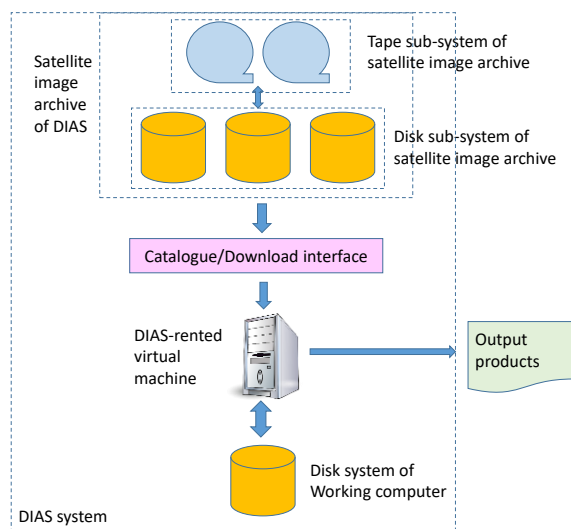 Satellite
image
archive
of DIAS
Tape sub-system of
satellite image archive
Disk sub-system of
satellite image archive
Catalogue/Download interface
DIAS-rented
virtual
machine
Output
products
Disk system of
Working computer
DIAS system